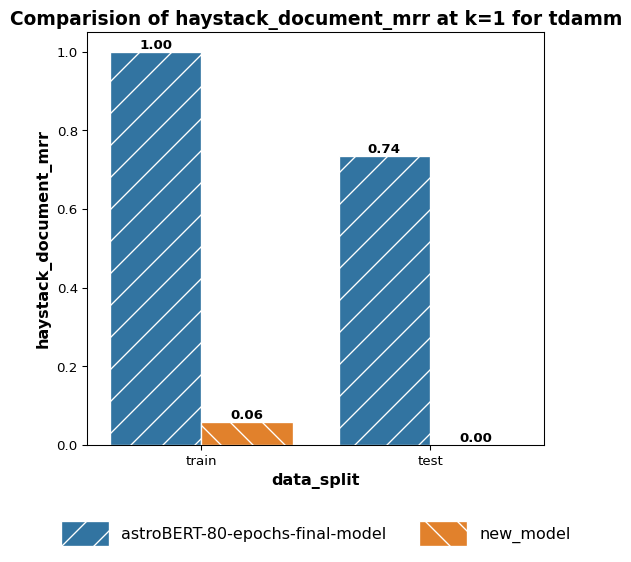 Comparision of haystack_document_mrr at k=1 for tdamm
haystack_document_mrr
1.0
0.8
0.6
0.4
0.2
0.0
1.00
0.06
0.74
0.00
train
test
data_split
astroBERT-80-epochs-final-model
new_model